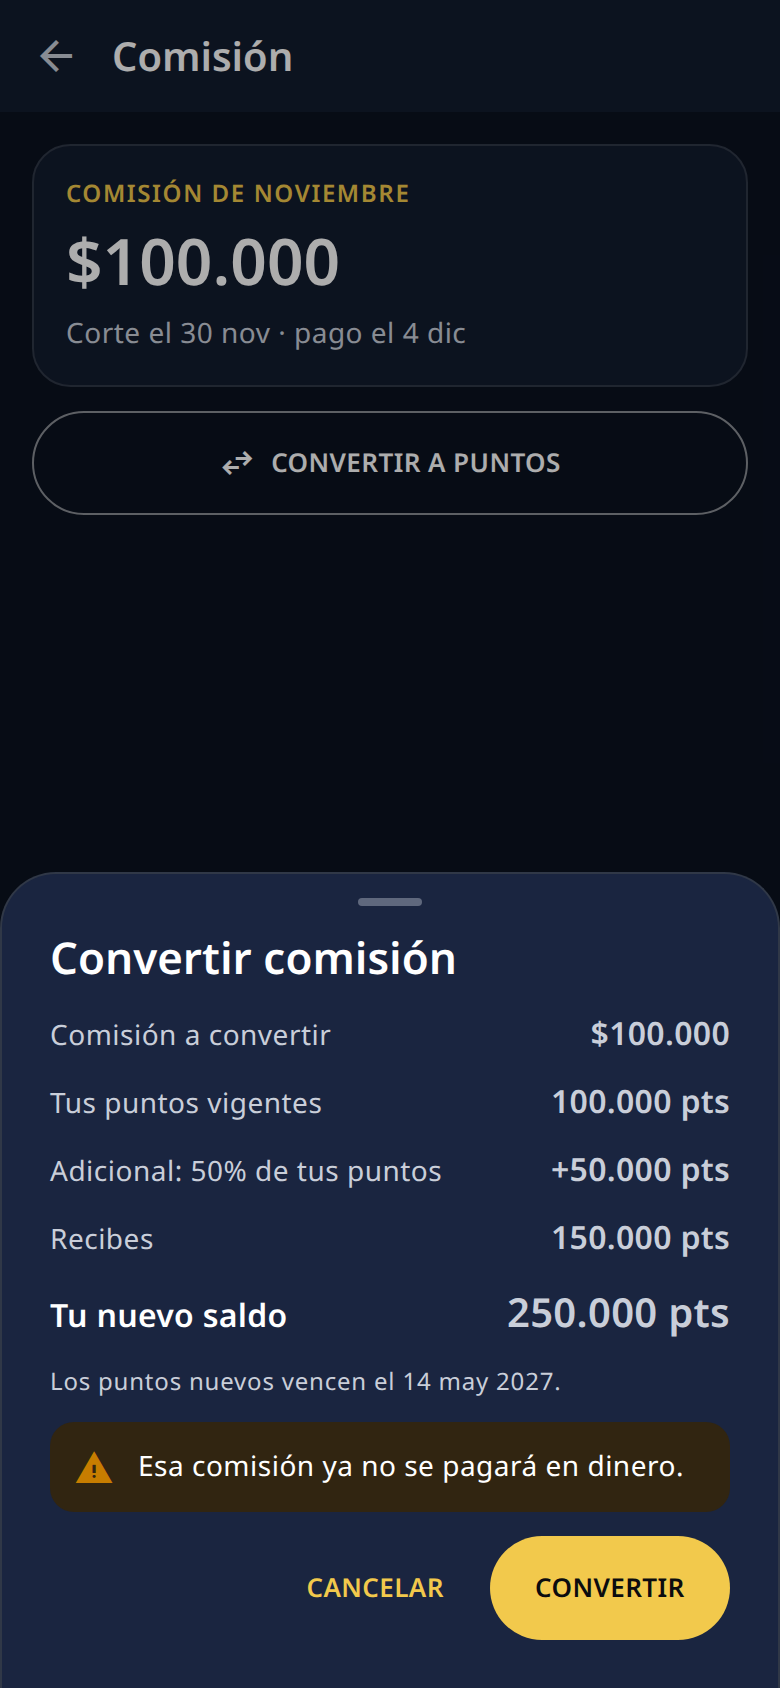 Comisión
COMISIÓN DE NOVIEMBRE
$100.000
Corte el 30 nov · pago el 4 dic
CONVERTIR A PUNTOS
Convertir comisión
Comisión a convertir $100.000
Tus puntos vigentes 100.000 pts
Adicional: 50% de tus puntos +50.000 pts
Recibes 150.000 pts
Tu nuevo saldo 250.000 pts
Los puntos nuevos vencen el 14 may 2027.
Esa comisión ya no se pagará en dinero.
CANCELAR CONVERTIR